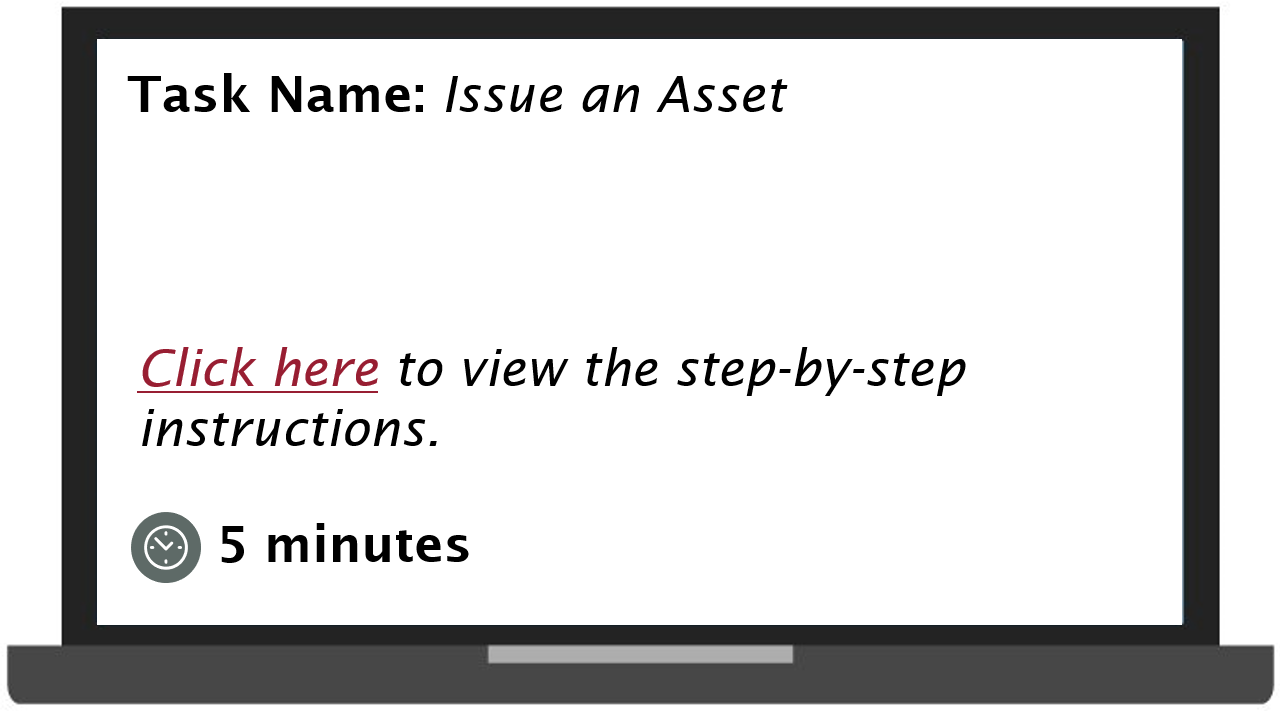 Task Name: Issue an Asset
Click here to view the step-by-step
instructions.
5 minutes